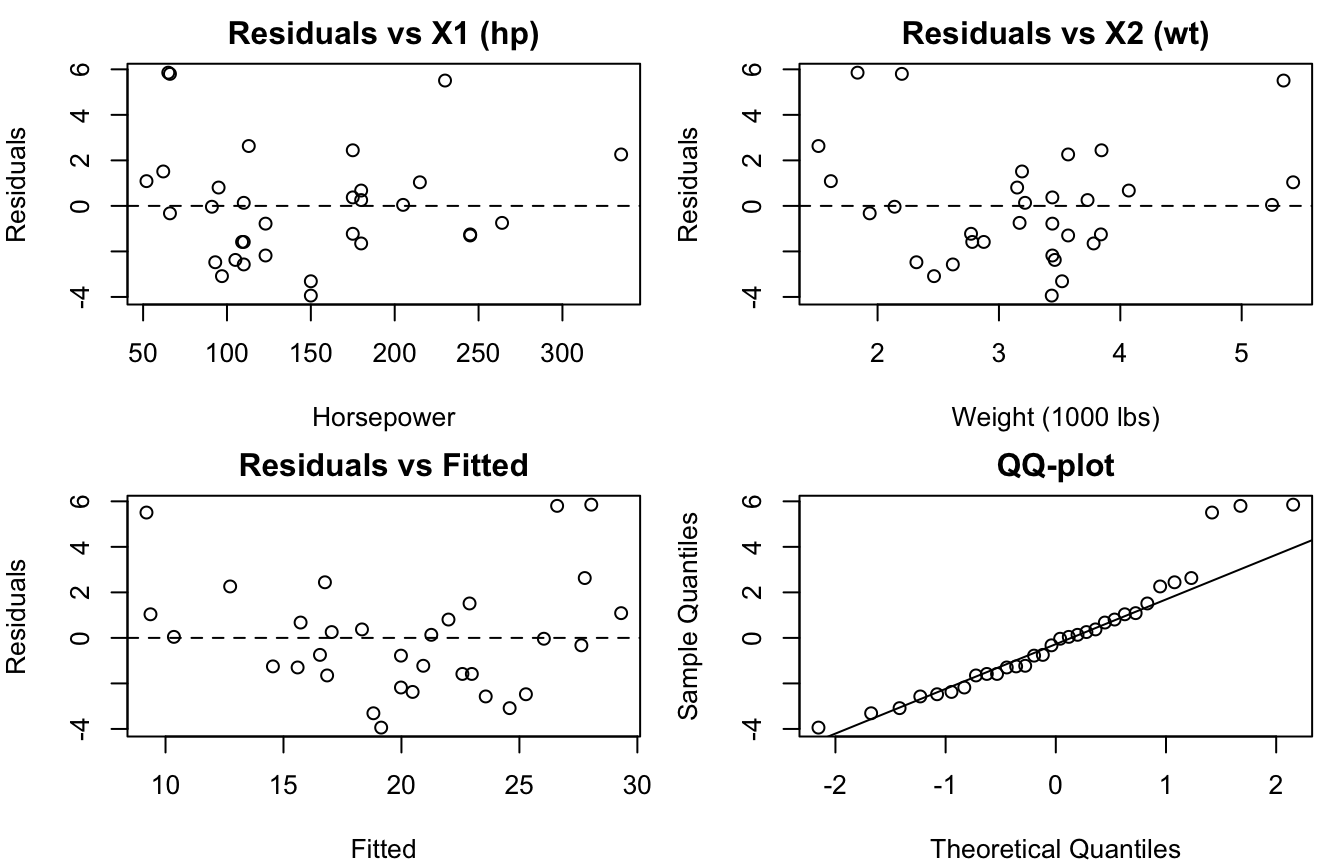 Residuals vs X1 (hp)
Residuals
6
4
2
0
-4
50 100 150 200 250 300
Horsepower
Residuals vs X2 (wt)
Residuals
6
4
2
0
-4
2 3 4 5
Weight (1000 lbs)
Residuals vs Fitted
Residuals
6
4
2
0
-4
10 15 20 25 30
Fitted
QQ-plot
Sample Quantiles
6
4
2
0
-4
-2 -1 0 1 2
Theoretical Quantiles